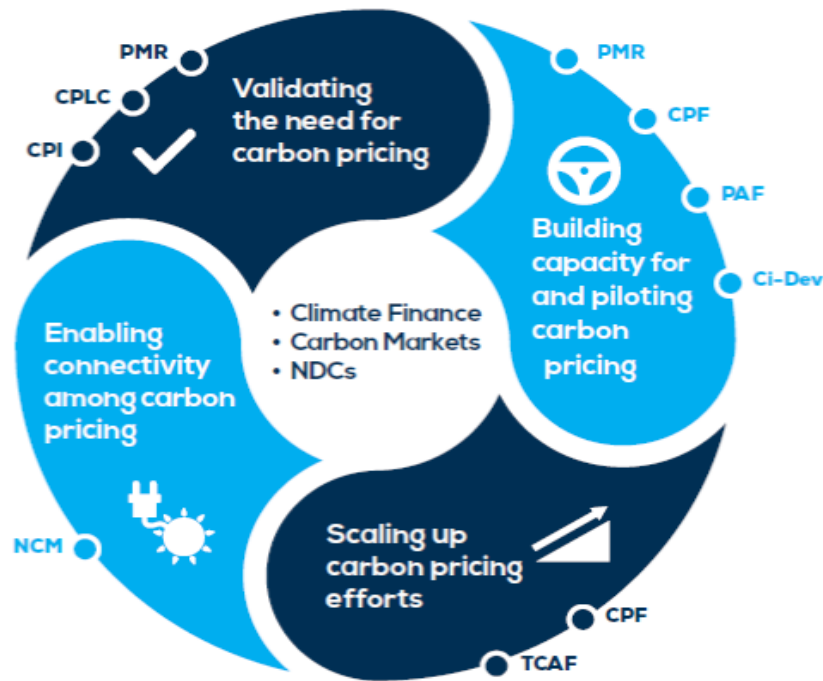 PMR
CPLC
CPI
Validating
the need for
carbon pricing
PMR
CPF
PAF
Ci-Dev
Building
capacity for
and piloting
carbon
pricing
• Climate Finance
• Carbon Markets
• NDCs
Enabling
connectivity
among carbon
pricing
NCM
Scaling up
carbon pricing
efforts
CPF
TCAF